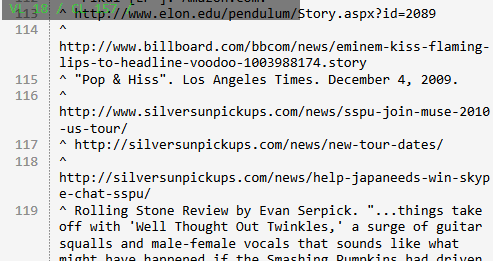 113 ^ http://www.elon.edu/pendulum/Story.aspx?id=2089
114 ^
http://www.billboard.com/bbcom/news/eminem-kiss-flaming-
lips-to-headline-voodoo-1003988174.story
115 ^ "Pop & Hiss". Los Angeles Times. December 4, 2009.
116 ^
http://www.silversunpickups.com/news/sspu-join-muse-2010
-us-tour/
117 ^ http://silversunpickups.com/news/new-tour-dates/
118 ^
http://silversunpickups.com/news/help-japaneeds-win-skyp
e-chat-sspu/
119 ^ Rolling Stone Review by Evan Serpick. "...things take
off with 'Well Thought Out Twinkles,' a surge of guitar
squalls and male-female vocals that sounds like what
might have happened if the Smashing Pumpkins had driven